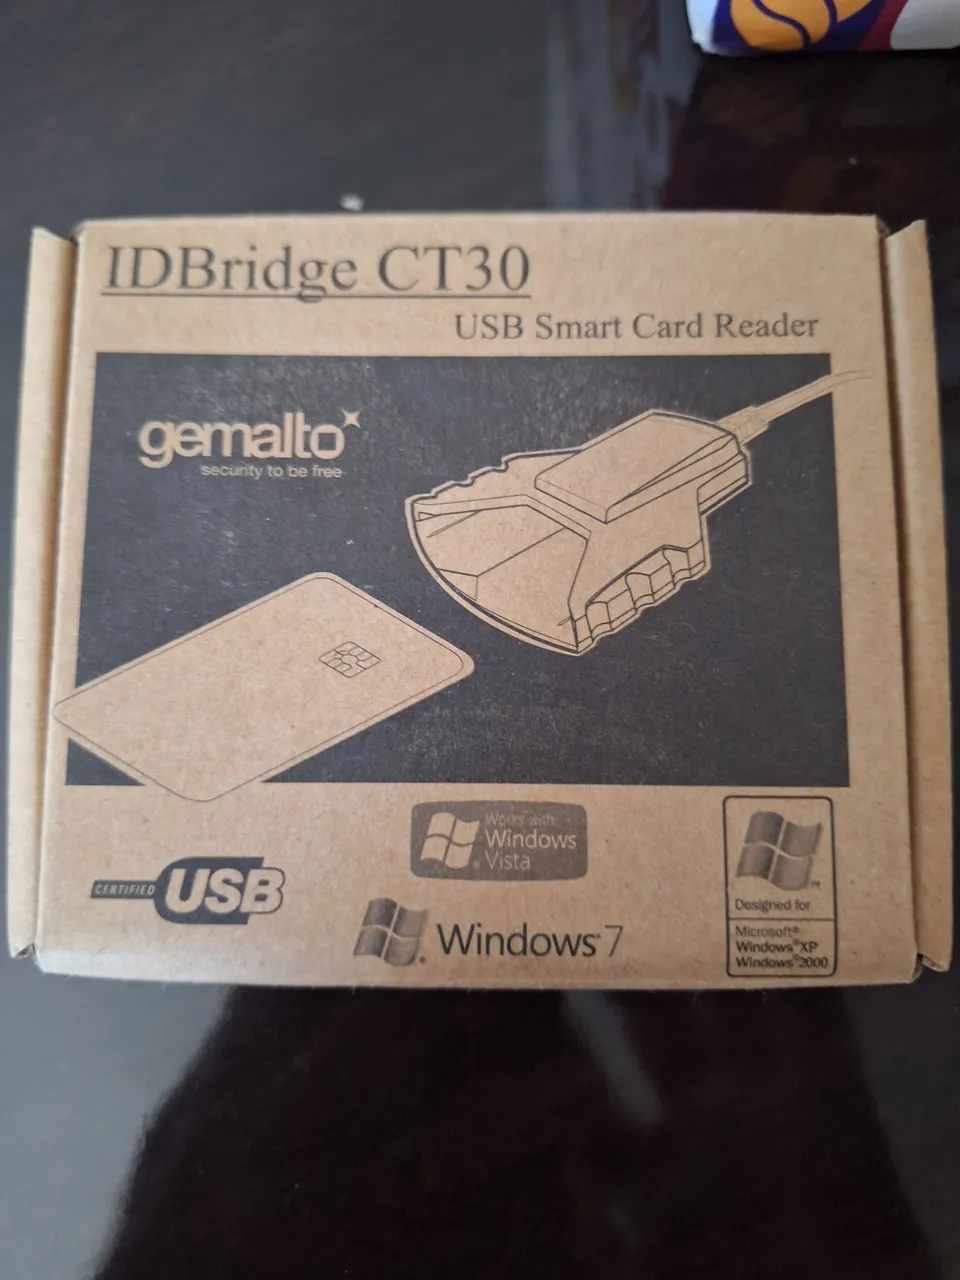 IDBridge CT30
USB Smart Card Reader
gemalto
security to be free
Works with
Windows
Vista
CERTIFIED USB
Windows® 7
TM
Designed for
Microsoft®
Windows®XP
Windows®2000